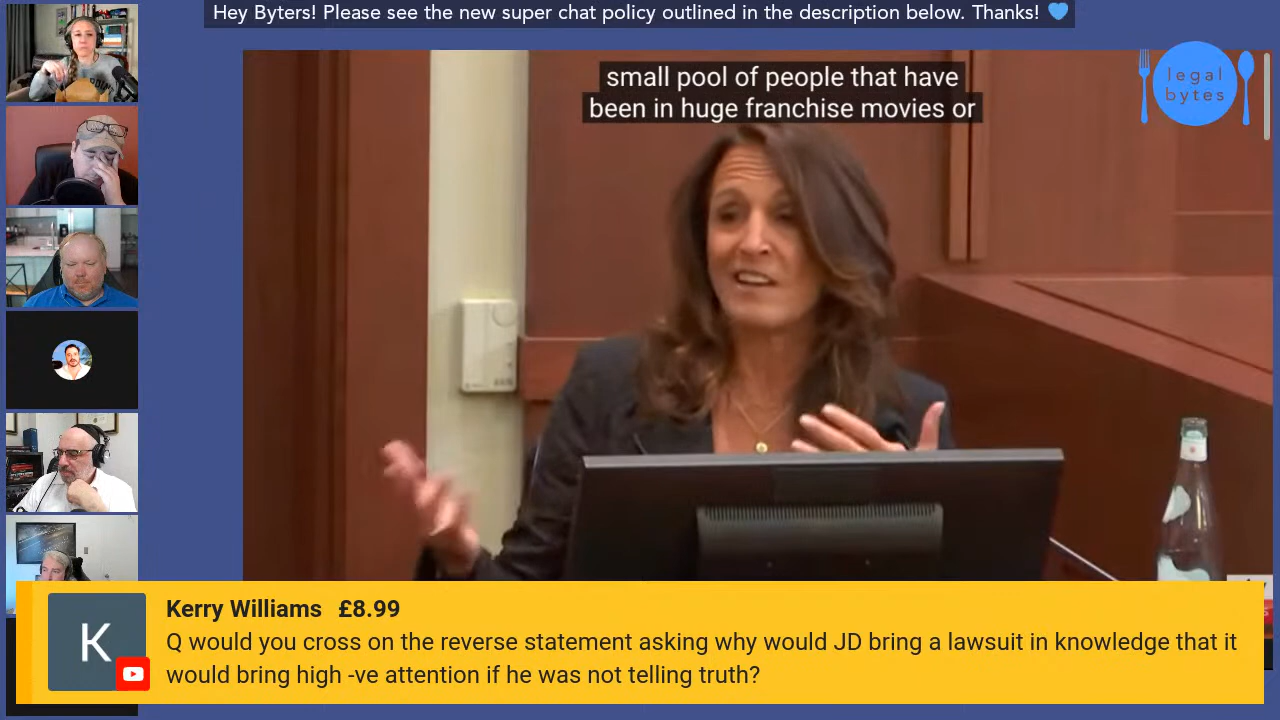 Hey Byters! Please see the new super chat policy outlined in the description below. Thanks! 💙
small pool of people that have
been in huge franchise movies or
legal
bytes
K
Kerry Williams £8.99
Q would you cross on the reverse statement asking why would JD bring a lawsuit in knowledge that it
would bring high -ve attention if he was not telling truth?